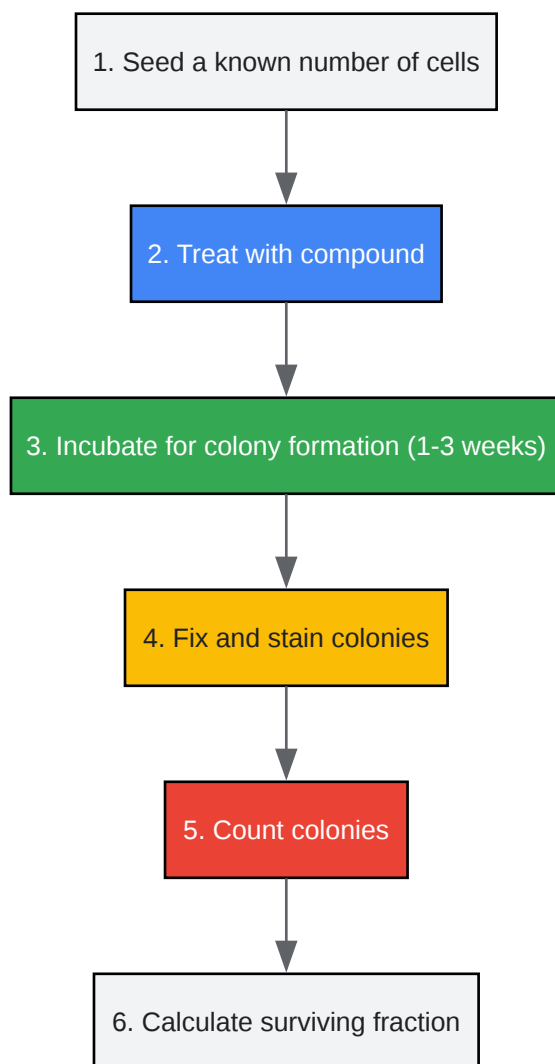 1. Seed a known number of cells
2. Treat with compound
3. Incubate for colony formation (1-3 weeks)
4. Fix and stain colonies
5. Count colonies
6. Calculate surviving fraction